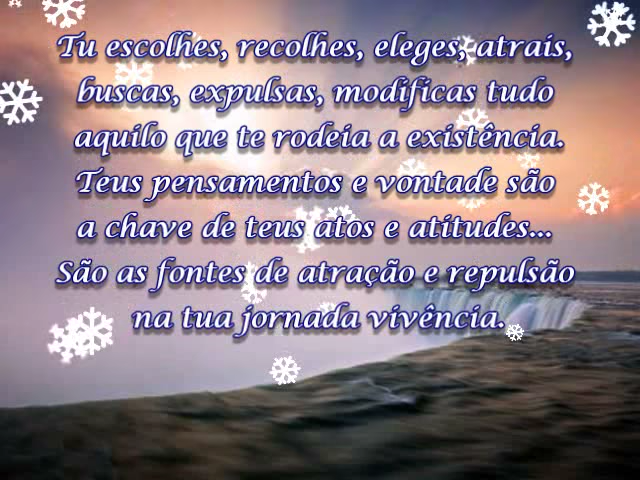 Tu escolhes, recolhes, eleges, atrais,
buscas, expulsas, modificas tudo
aquilo que te rodeia a existência.
Teus pensamentos e vontade são
a chave de teus atos e atitudes...
São as fontes de atração e repulsão
na tua jornada vivência.